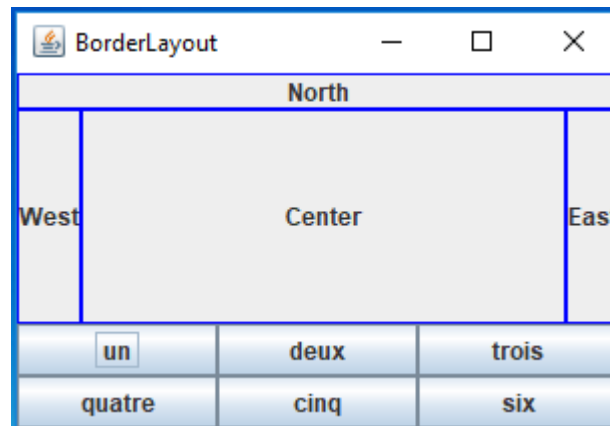 BorderLayout
North
West Center Eas
un deux trois
quatre cinq six